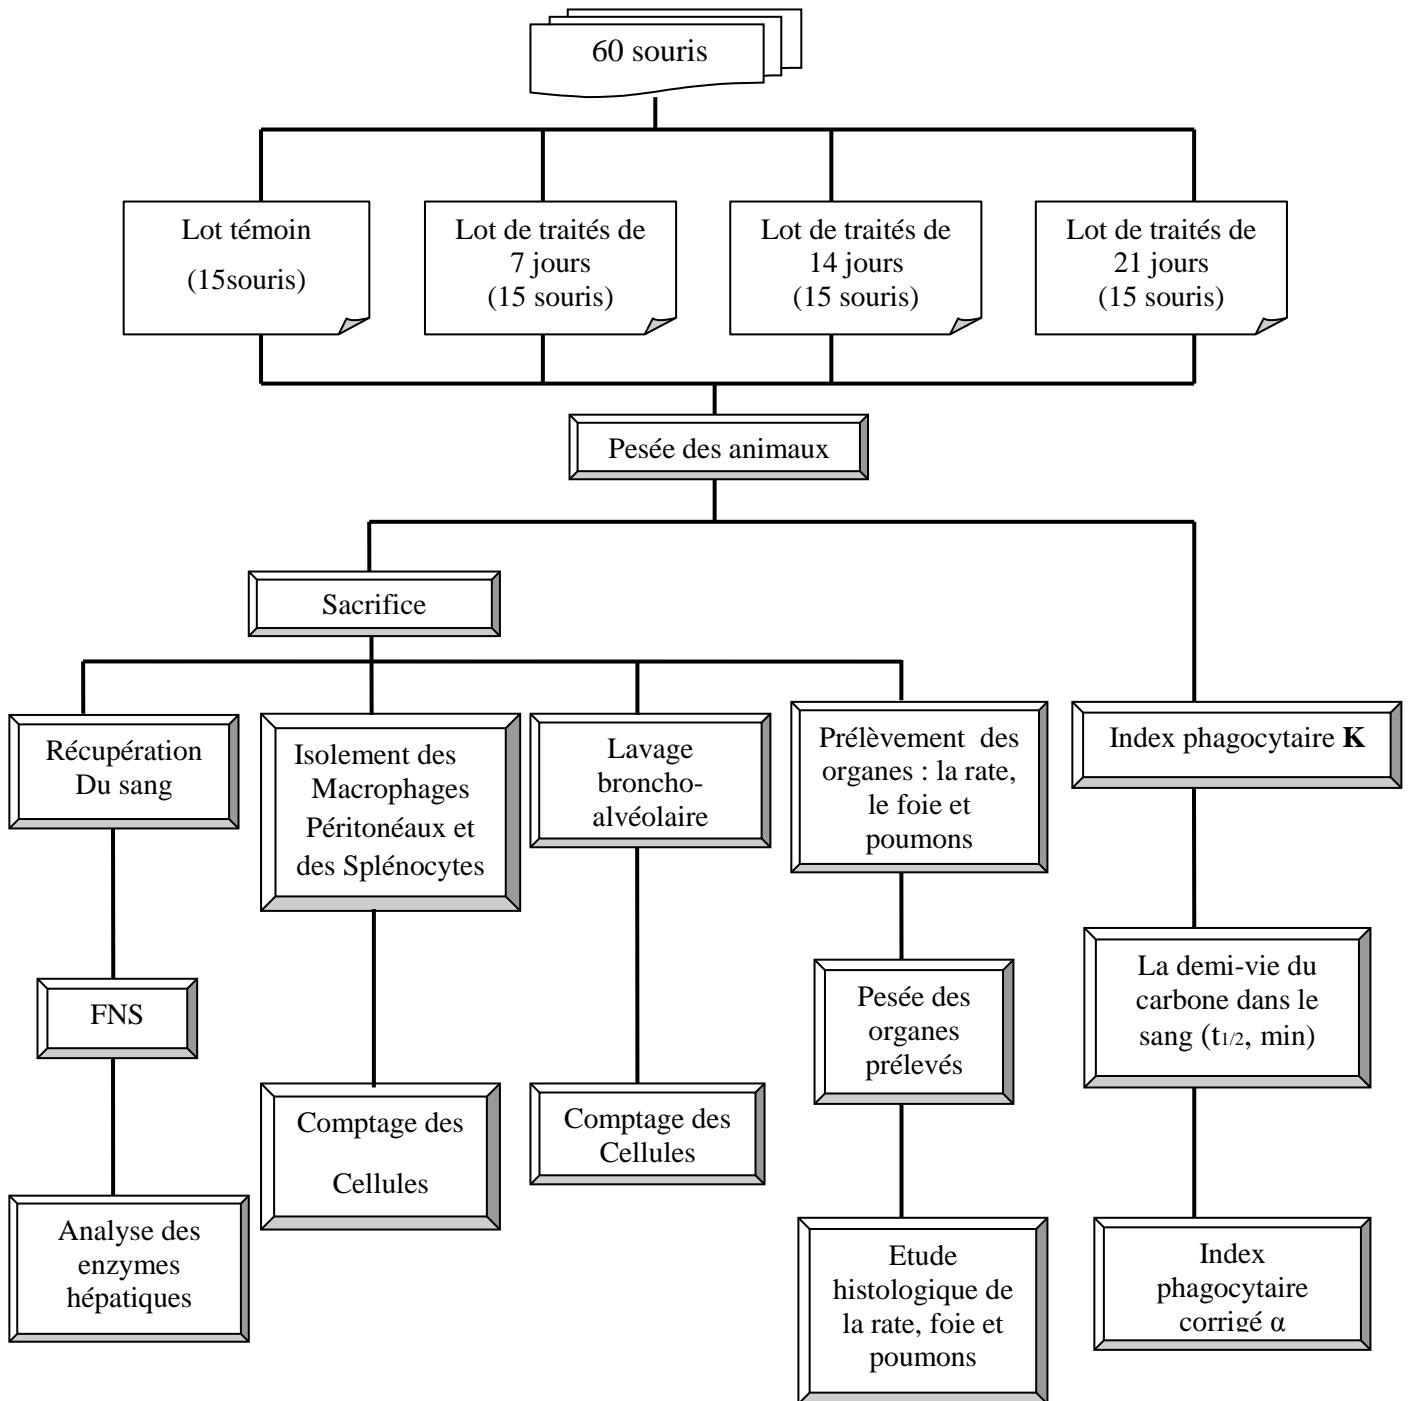 60 souris
Lot témoin
(15souris)
Lot de traités de
7 jours
(15 souris)
Lot de traités de
14 jours
(15 souris)
Lot de traités de
21 jours
(15 souris)
Pesée des animaux
Sacrifice
Récupération
Du sang
Isolement des
Macrophages
Péritonéaux et
des Splénocytes
Lavage
broncho-
alvéolaire
Prélèvement des
organes : la rate,
le foie et
poumons
Index phagocytaire K
FNS
Pesée des
organes
prélevés
La demi-vie du
carbone dans le
sang (t1/2, min)
Comptage des
Cellules
Comptage des
Cellules
Analyse des
enzymes
hépatiques
Etude
histologique de
la rate, foie et
poumons
Index
phagocytaire
corrigé α